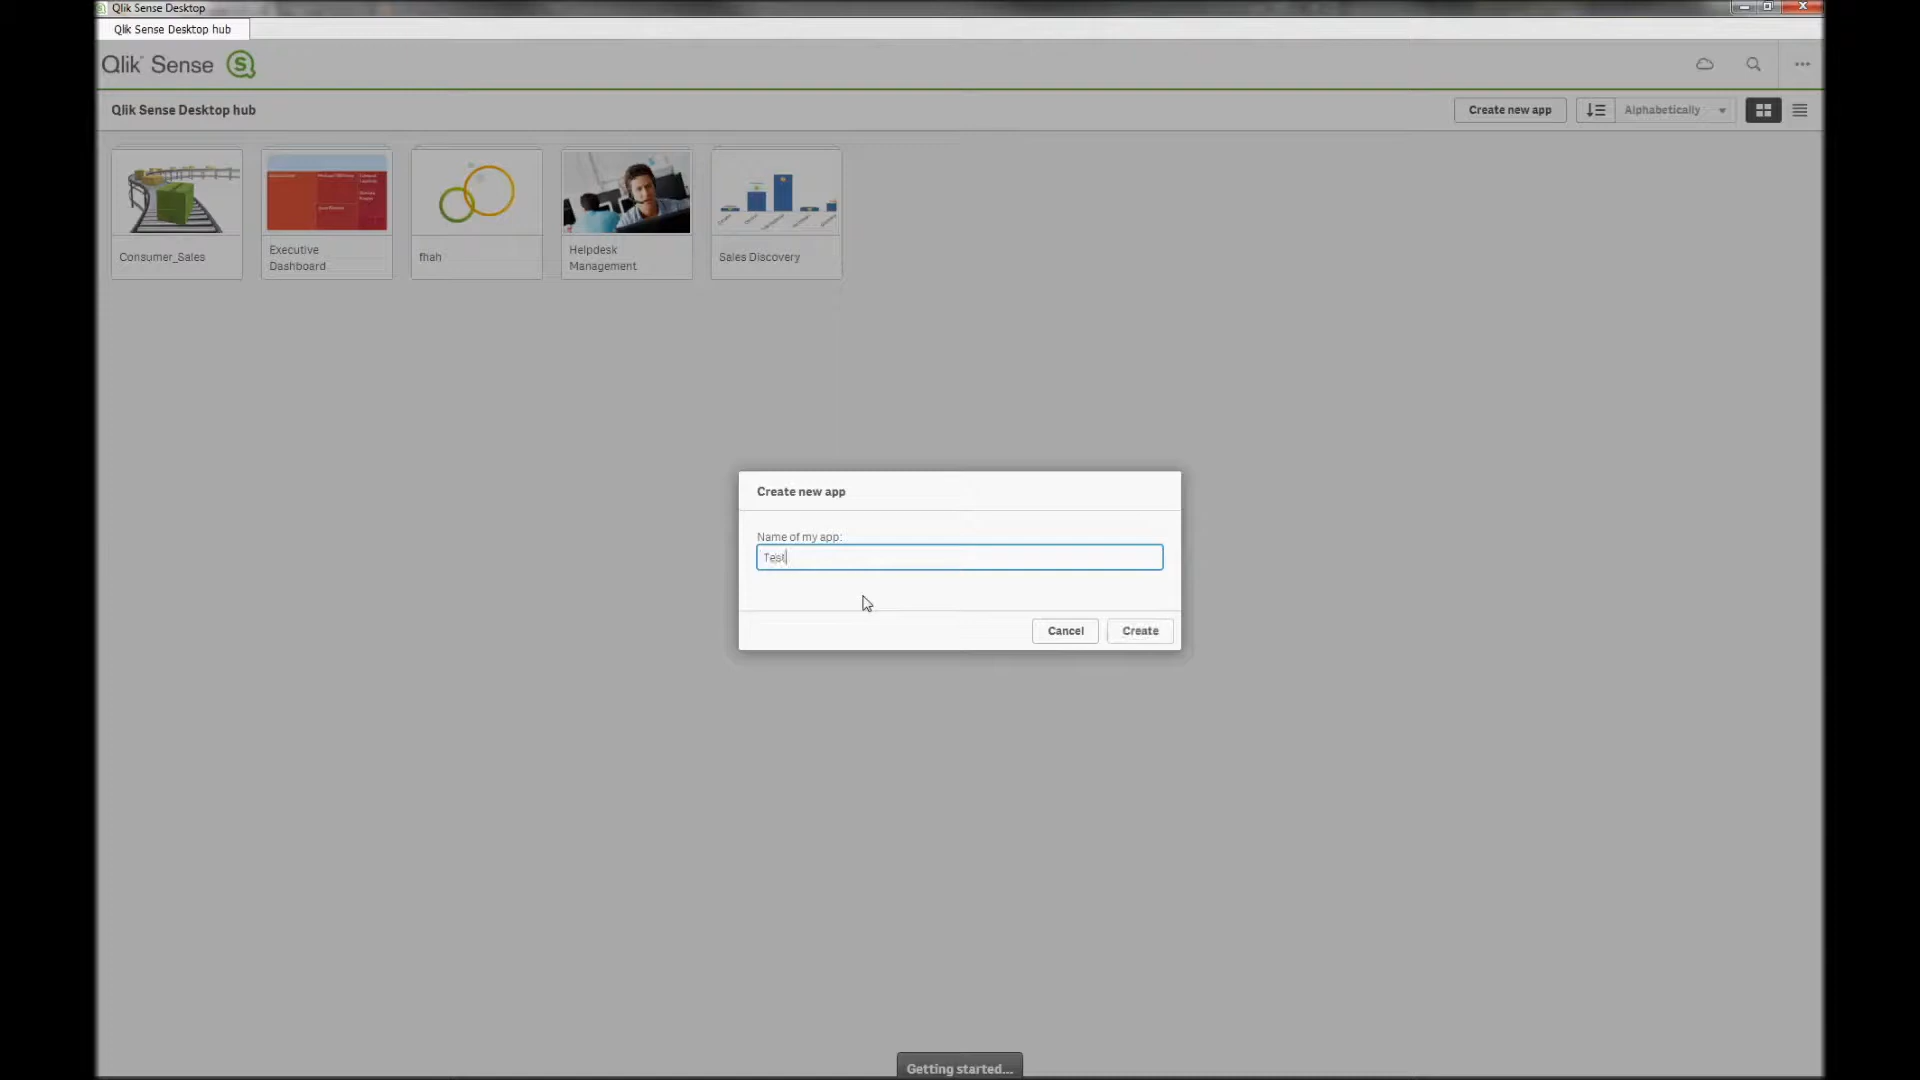 Qlik Sense Desktop
Qlik Sense Desktop hub
Qlik Sense
Qlik Sense Desktop hub
Create new app
Alphabetically
Consumer_Sales
Executive
Dashboard
fhah
Helpdesk
Management
Sales Discovery
Create new app
Name of my app:
Test
Cancel
Create
Getting started...